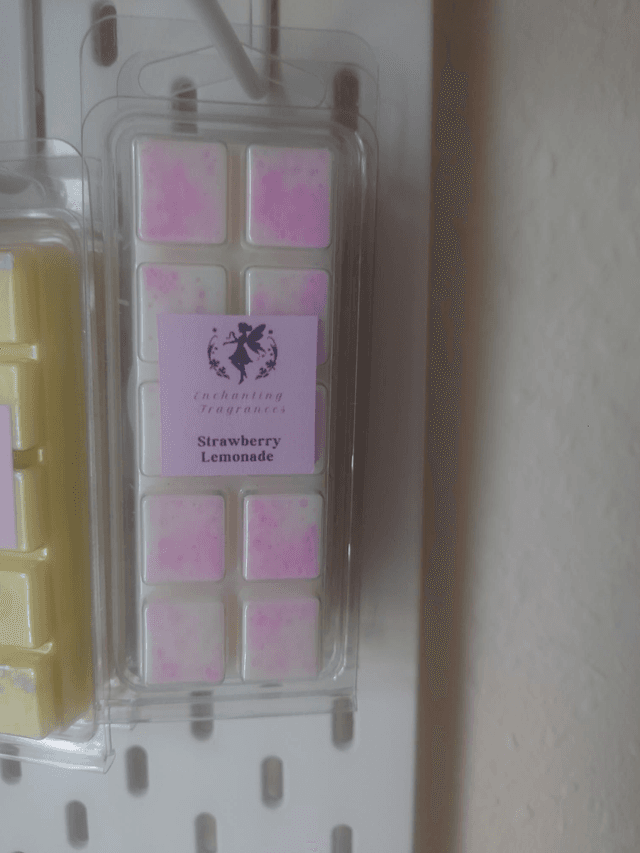 Enchanting
Fragrances
Strawberry
Lemonade